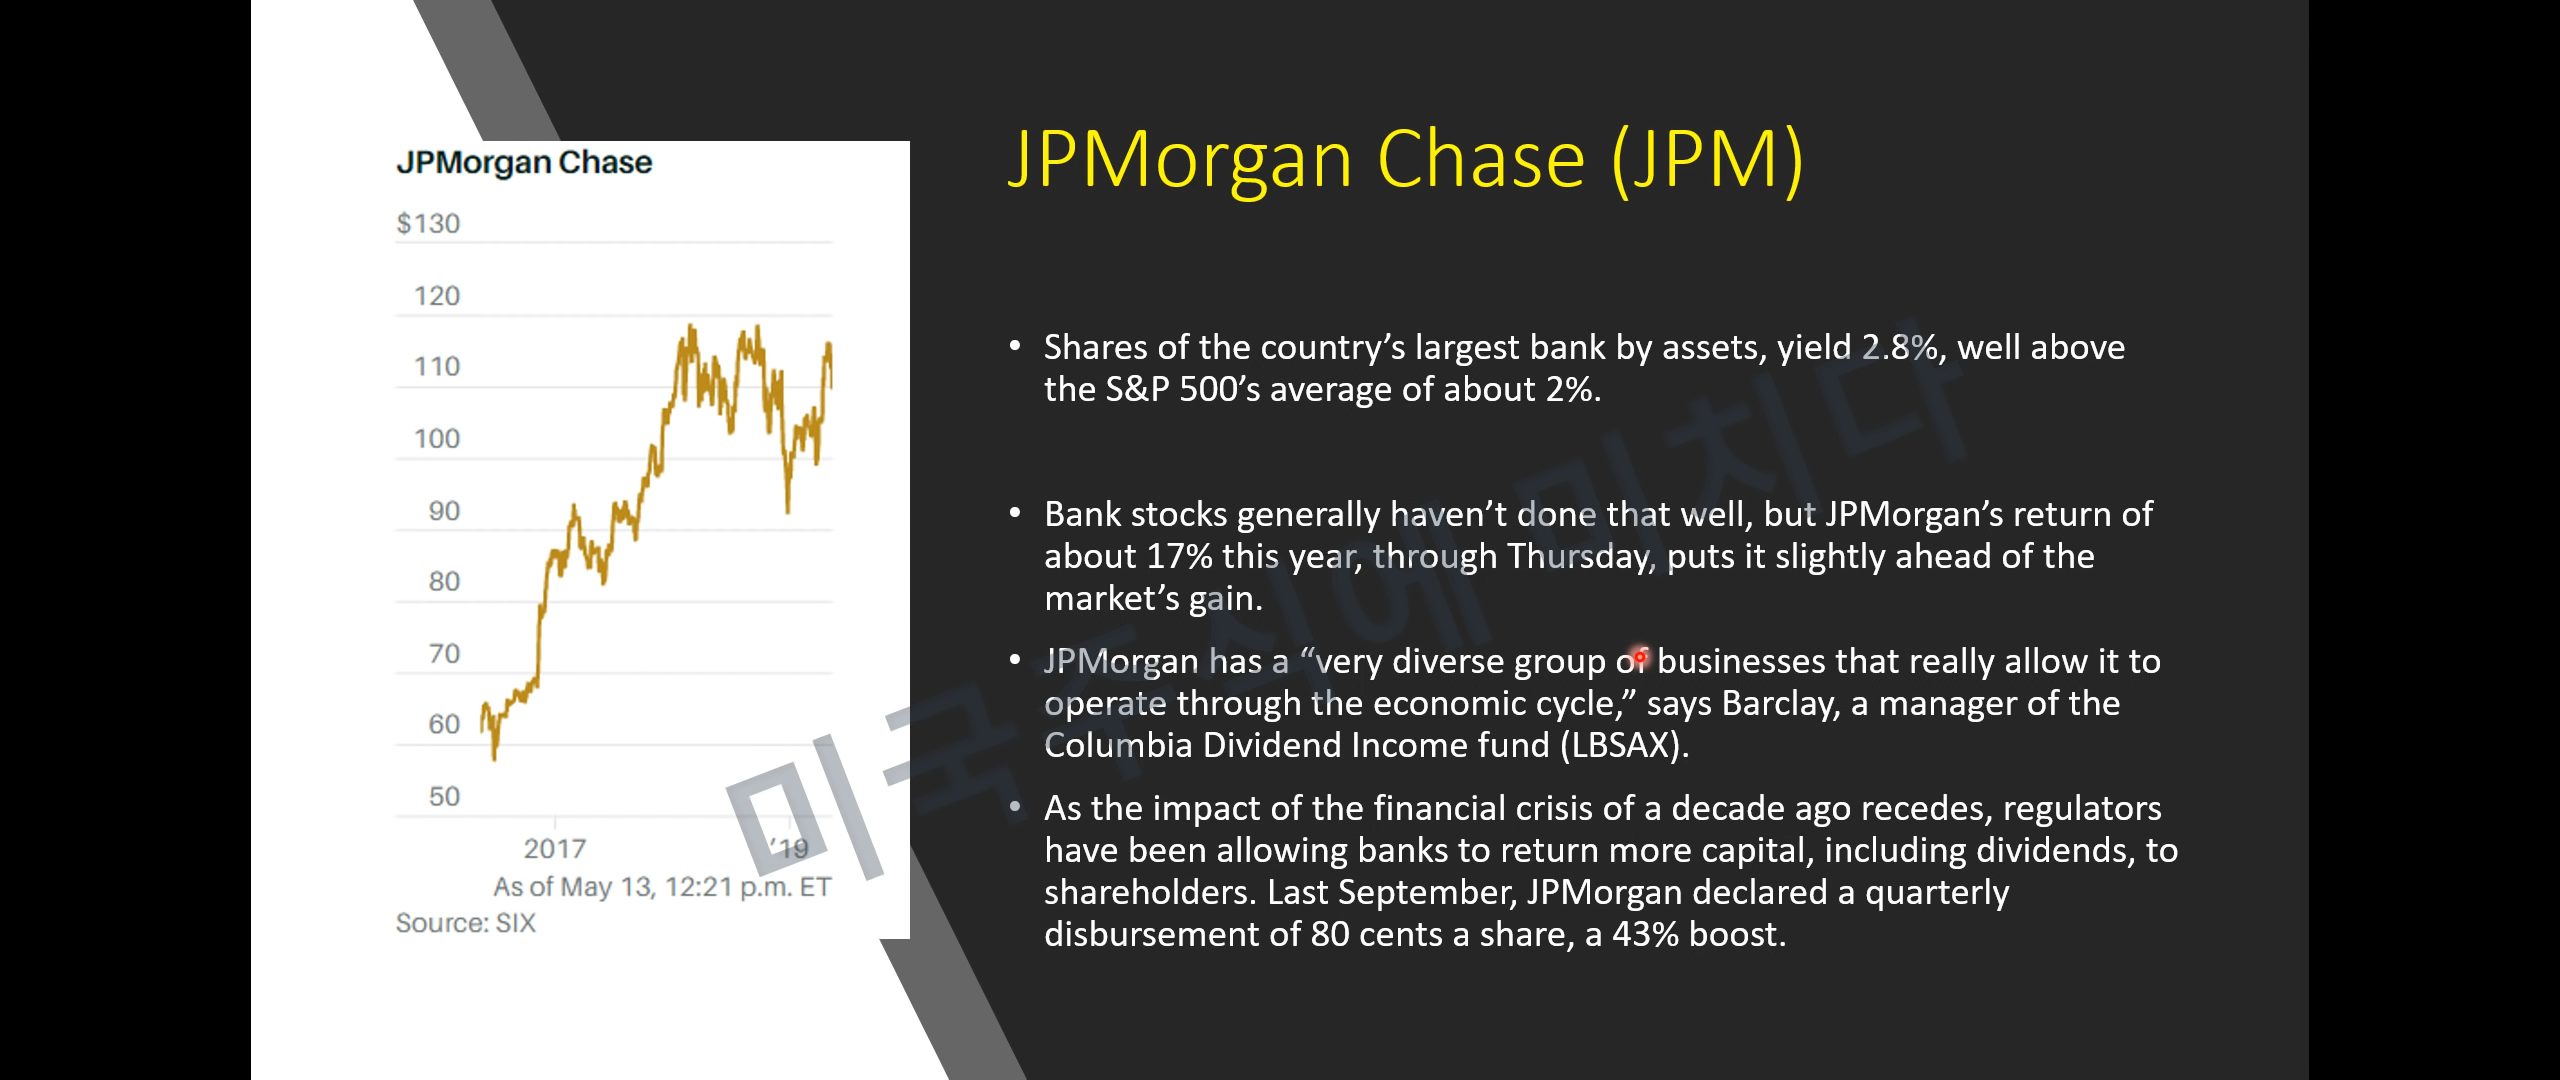 JPMorgan Chase
$130
120
110
100
90
80
70
60
50
2017
’19
As of May 13, 12:21 p.m. ET
Source: SIX
JPMorgan Chase (JPM)
• Shares of the country’s largest bank by assets, yield 2.8%, well above
the S&P 500’s average of about 2%.
• Bank stocks generally haven’t done that well, but JPMorgan’s return of
about 17% this year, through Thursday, puts it slightly ahead of the
market’s gain.
• JPMorgan has a “very diverse group of businesses that really allow it to
operate through the economic cycle,” says Barclay, a manager of the
Columbia Dividend Income fund (LBSAX).
• As the impact of the financial crisis of a decade ago recedes, regulators
have been allowing banks to return more capital, including dividends, to
shareholders. Last September, JPMorgan declared a quarterly
disbursement of 80 cents a share, a 43% boost.
미국주식에 미치다